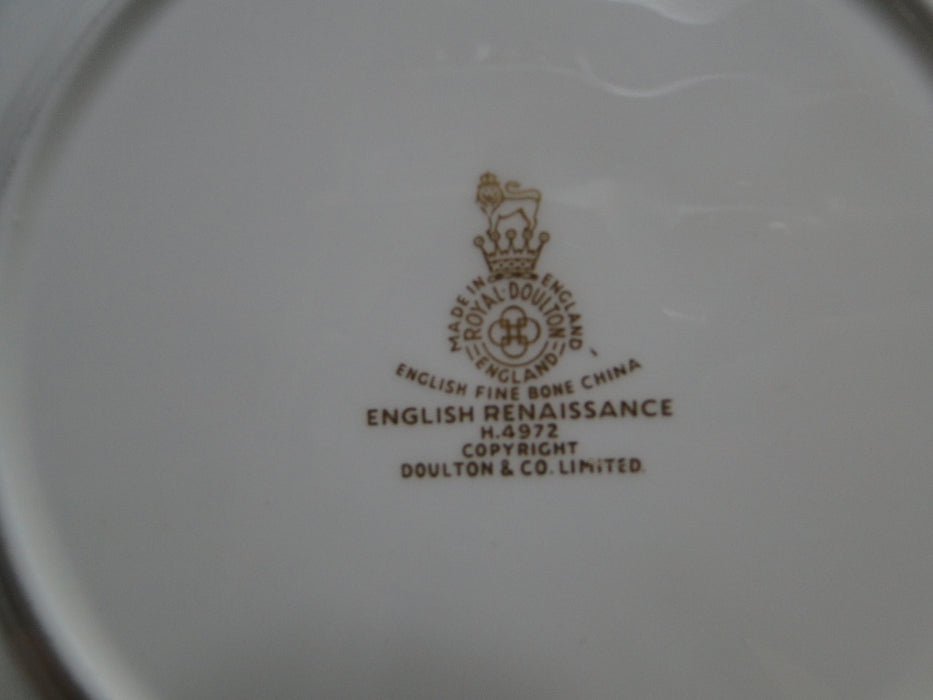 MADE IN ENGLAND
ROYAL·DOULTON
ENGLAND
ENGLISH FINE BONE CHINA
ENGLISH RENAISSANCE
H.4972
COPYRIGHT
DOULTON & CO. LIMITED.